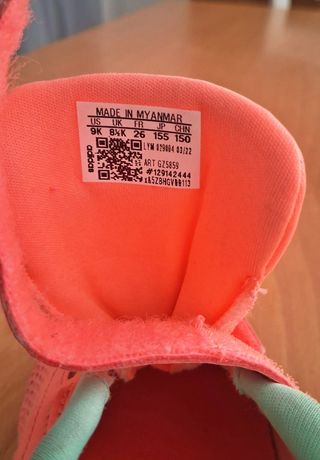 MADE IN MYANMAR
US UK FR JP CHN
9K 8½K 26 155 150
adidas
LYM 029004 03/22
ART GZ5859
#129142444